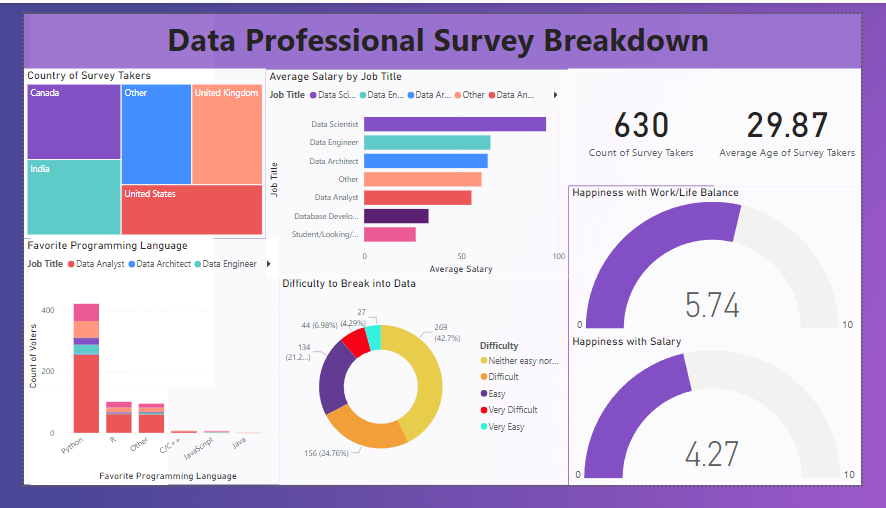 Data Professional Survey Breakdown
Country of Survey Takers
Canada
Other
United Kingdom
India
United States
Average Salary by Job Title
Job Title Data Sci... Data En... Data Ar... Other Data An...
Job Title
Data Scientist
Data Engineer
Data Architect
Other
Data Analyst
Database Develo...
Student/Looking/...
0 50 100
Average Salary
630
Count of Survey Takers
29.87
Average Age of Survey Takers
Happiness with Work/Life Balance
5.74
0 10
Happiness with Salary
4.27
0 10
Favorite Programming Language
Job Title Data Analyst Data Architect Data Engineer
Count of Voters
400
200
0
Python R Other C/C++ JavaScript Java
Favorite Programming Language
Difficulty to Break into Data
27
(4.29%)
44 (6.98%)
269
(42.7%)
134
(21.2...)
156 (24.76%)
Difficulty
Neither easy nor...
Difficult
Easy
Very Difficult
Very Easy